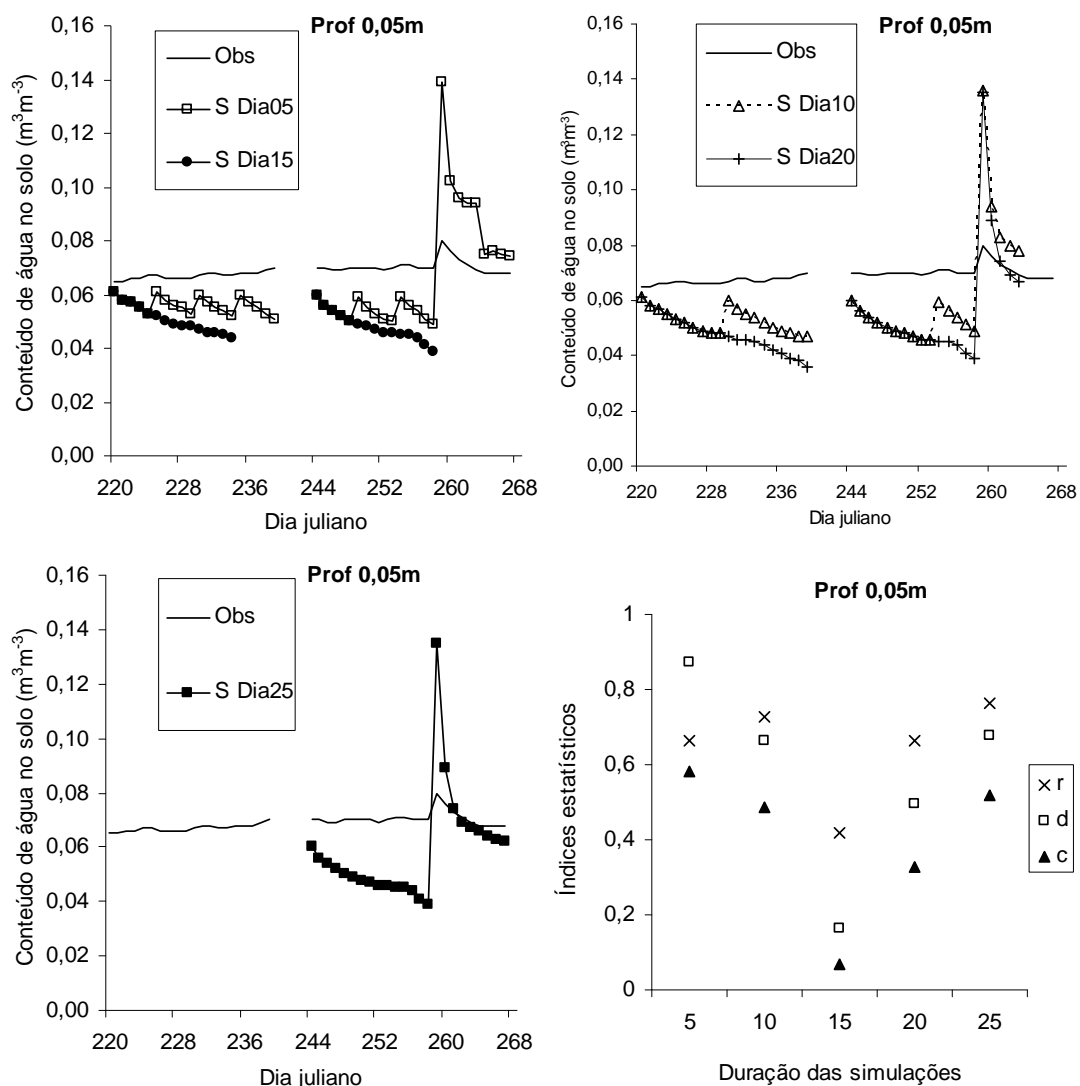 Prof 0,05m
Conteúdo de água no solo (m³m⁻³)
0,16
0,14
0,12
0,10
0,08
0,06
0,04
0,02
0,00
Obs
S Dia05
S Dia15
220 228 236 244 252 260 268
Dia juliano
Prof 0,05m
Conteúdo de água no solo (m³m⁻³)
0,16
0,14
0,12
0,10
0,08
0,06
0,04
0,02
0,00
Obs
S Dia10
S Dia20
220 228 236 244 252 260 268
Dia juliano
Prof 0,05m
Conteúdo de água no solo (m³m⁻³)
0,16
0,14
0,12
0,10
0,08
0,06
0,04
0,02
0,00
Obs
S Dia25
220 228 236 244 252 260 268
Dia juliano
Prof 0,05m
Índices estatísticos
1
0,8
0,6
0,4
0,2
0
r
d
c
5 10 15 20 25
Duração das simulações